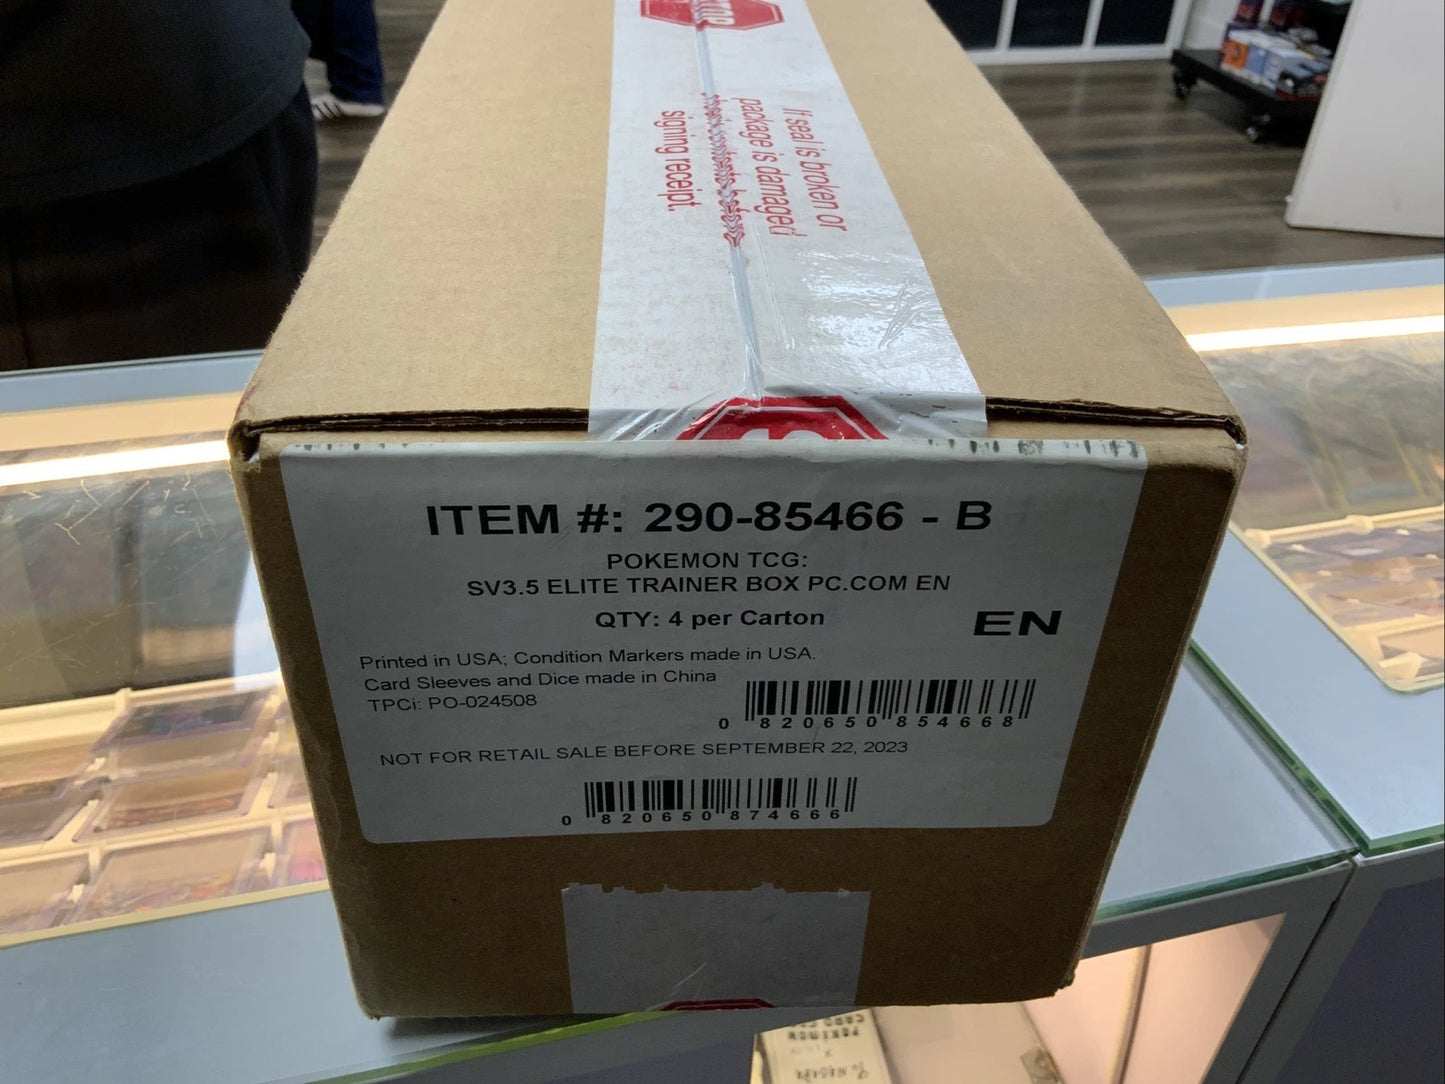 STOP
If seal is broken or
package is damaged
signing receipt.
ITEM #: 290-85466 - B
POKEMON TCG:
SV3.5 ELITE TRAINER BOX PC.COM EN
QTY: 4 per Carton
EN
Printed in USA; Condition Markers made in USA.
Card Sleeves and Dice made in China
TPCi: PO-024508
0 820650 854668
NOT FOR RETAIL SALE BEFORE SEPTEMBER 22, 2023
0 820650 874666